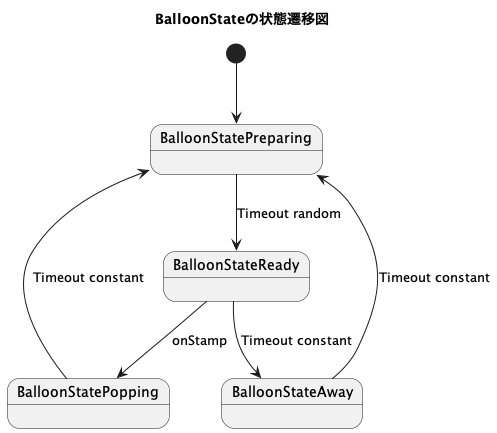 BalloonStateの状態遷移図
BalloonStatePreparing
Timeout random
BalloonStateReady
Timeout constant
Timeout constant
onStamp
Timeout constant
BalloonStatePopping
BalloonStateAway